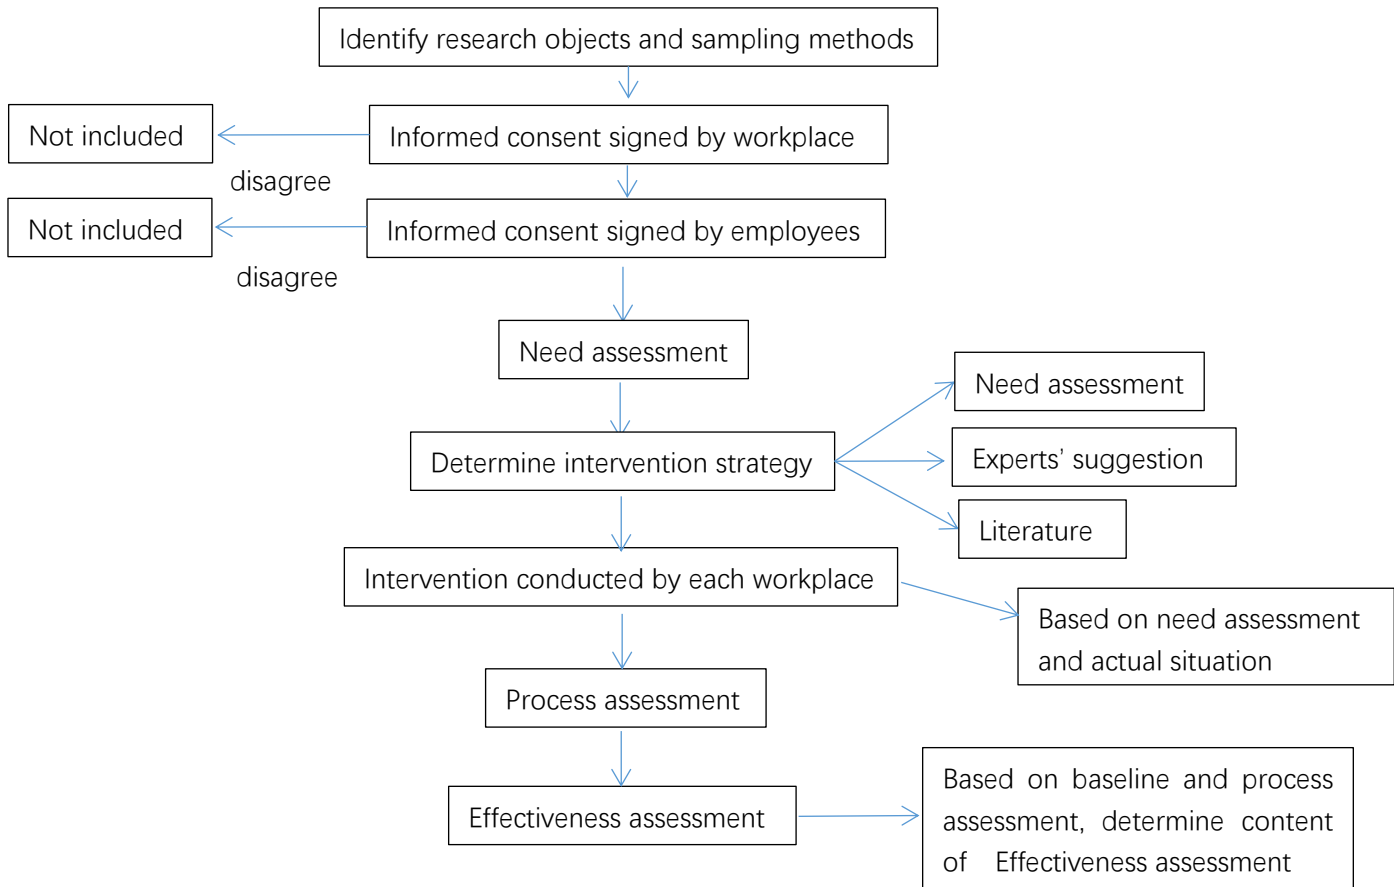 Identify research objects and sampling methods
Not included
Informed consent signed by workplace
disagree
Not included
Informed consent signed by employees
disagree
Need assessment
Need assessment
Determine intervention strategy
Experts’ suggestion
Literature
Intervention conducted by each workplace
Based on need assessment
and actual situation
Process assessment
Effectiveness assessment
Based on baseline and process
assessment, determine content
of Effectiveness assessment